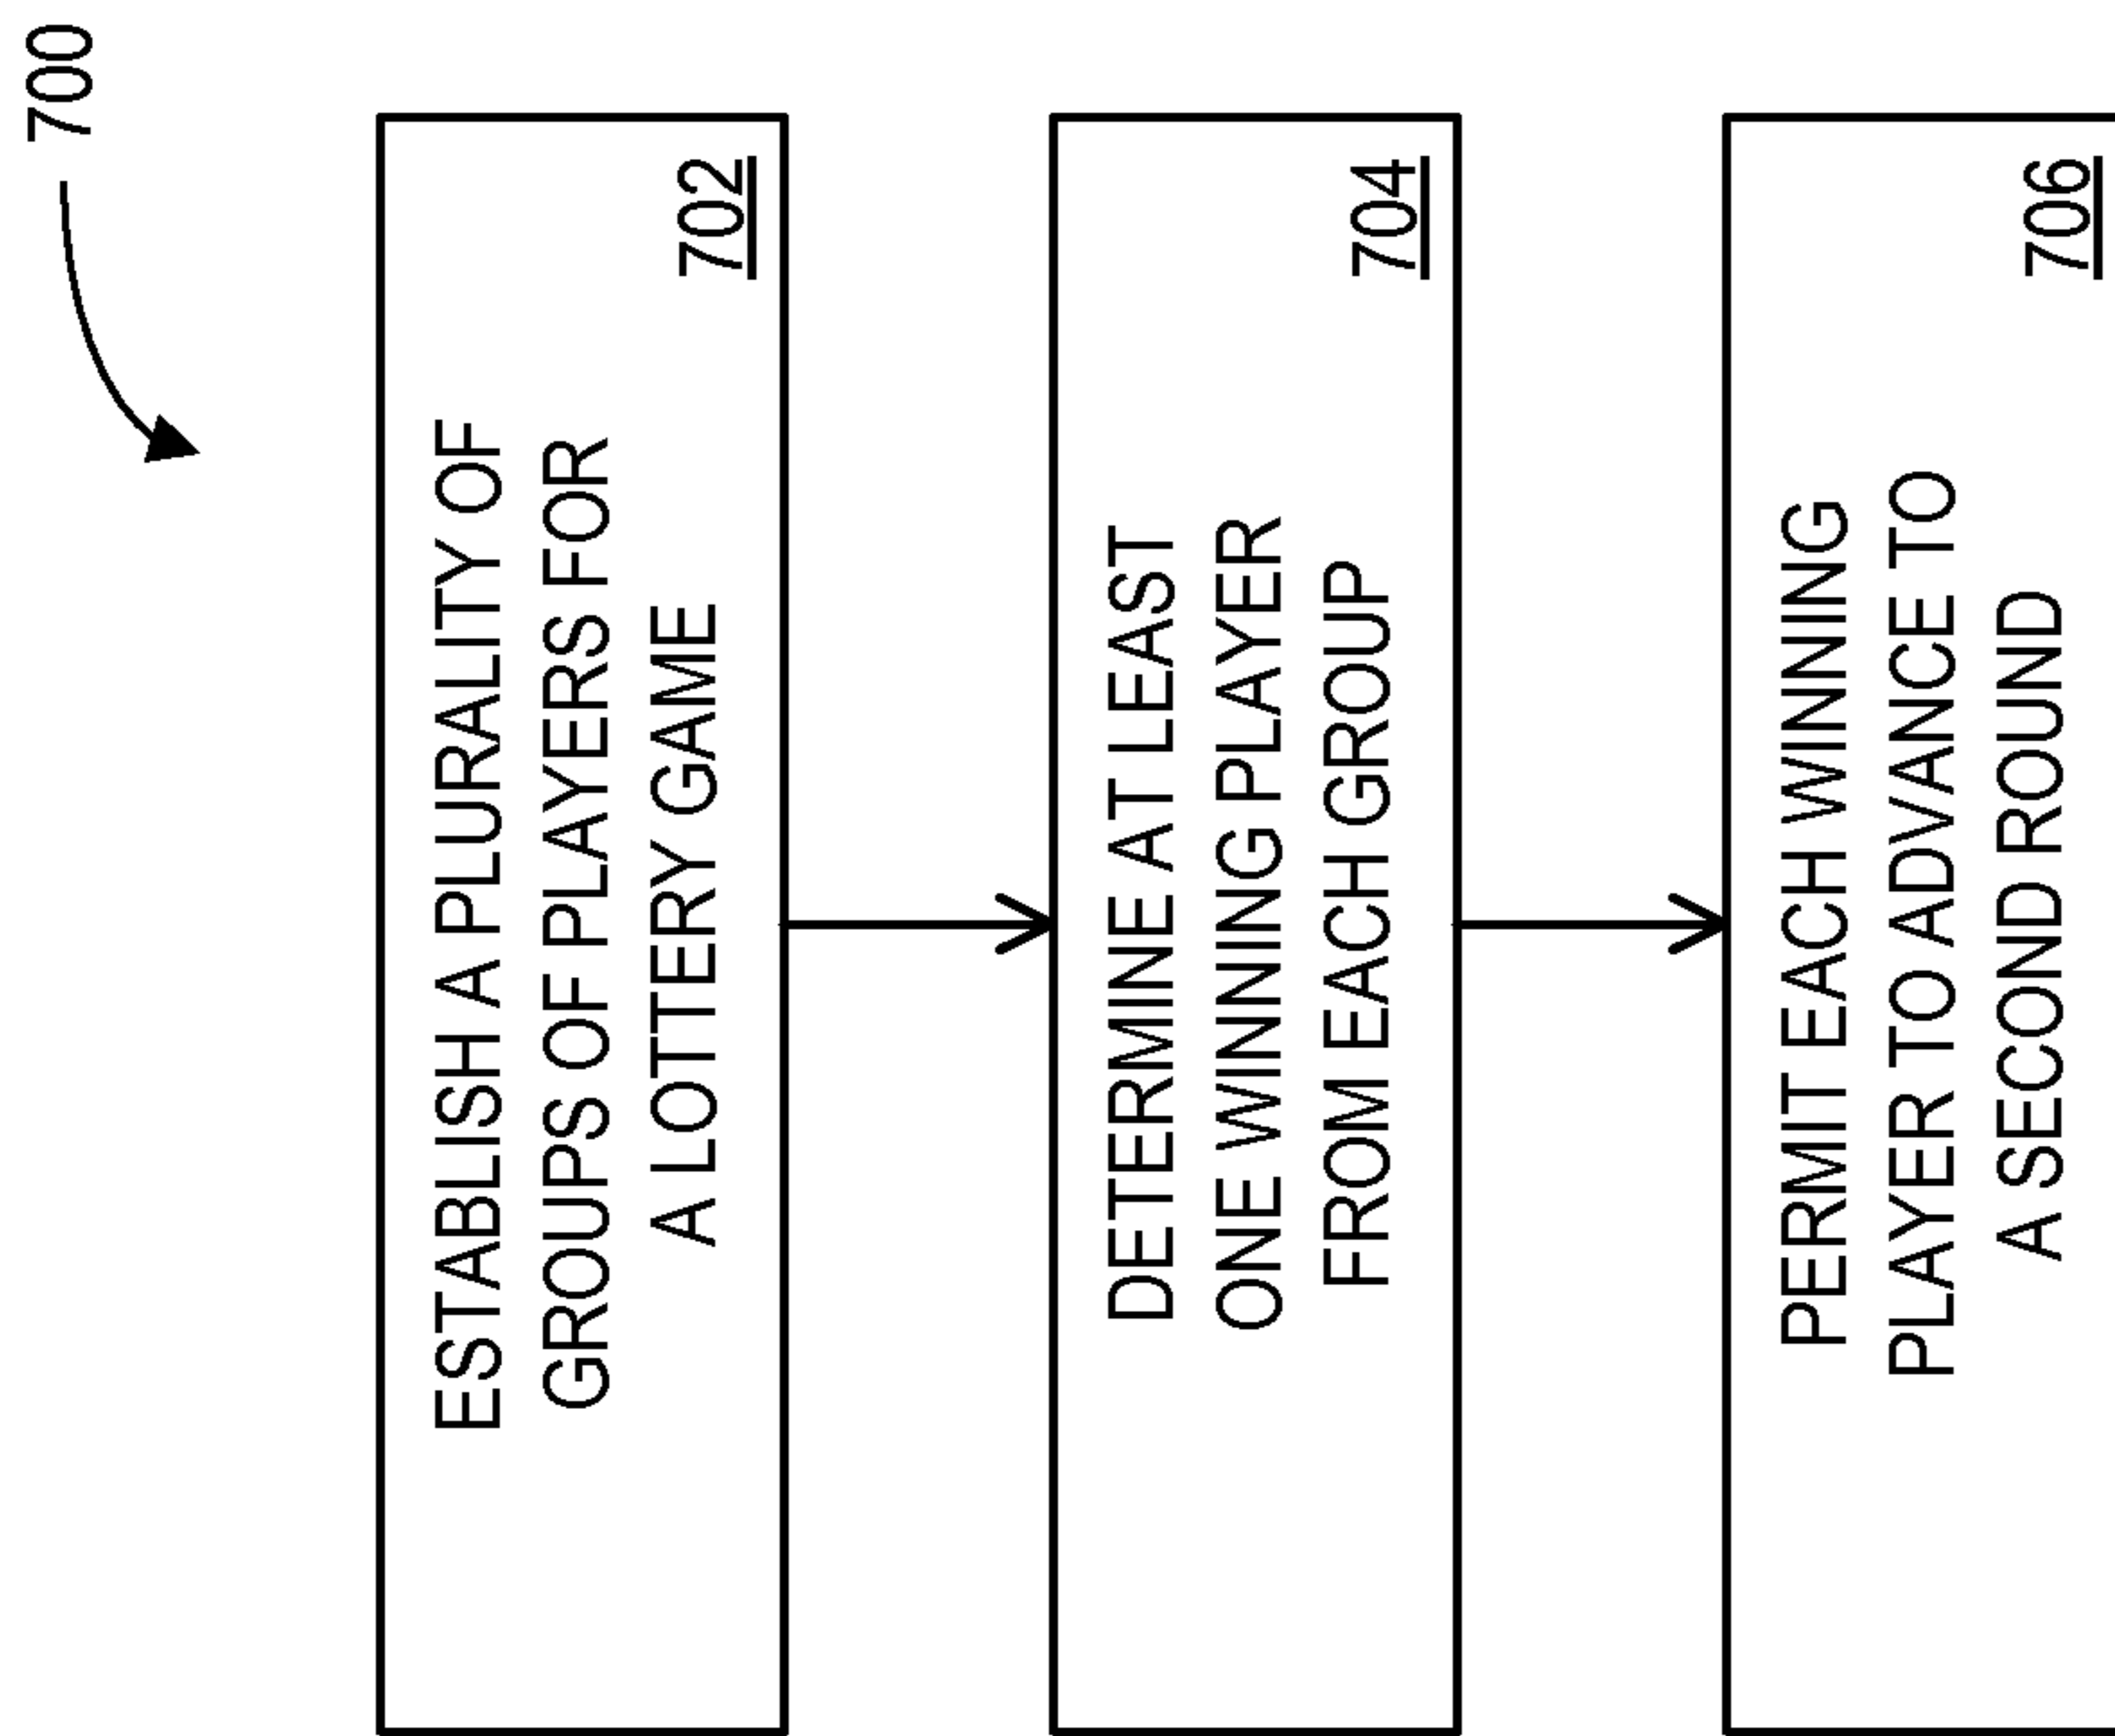 700
ESTABLISH A PLURALITY OF
GROUPS OF PLAYERS FOR
A LOTTERY GAME
702
DETERMINE AT LEAST
ONE WINNING PLAYER
FROM EACH GROUP
704
PERMIT EACH WINNING
PLAYER TO ADVANCE TO
A SECOND ROUND
706